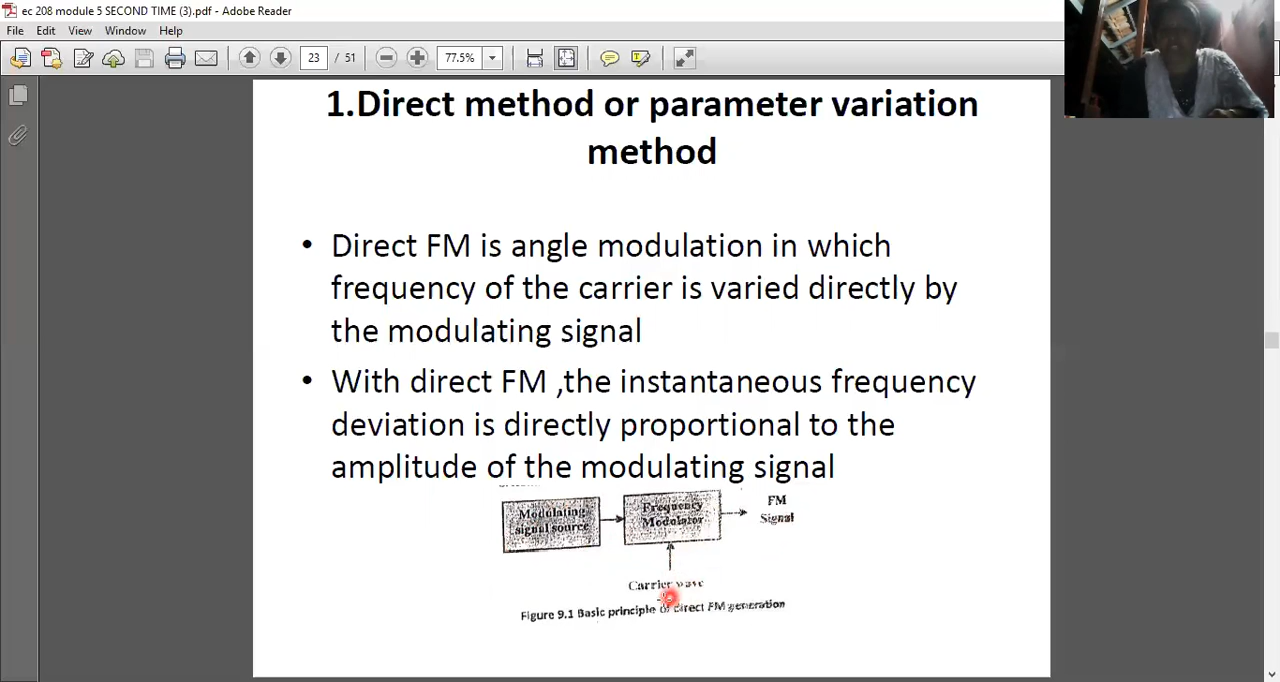 ec 208 module 5 SECOND TIME (3).pdf - Adobe Reader
File Edit View Window Help
23 / 51 77.5%
1.Direct method or parameter variation
method
• Direct FM is angle modulation in which
frequency of the carrier is varied directly by
the modulating signal
• With direct FM ,the instantaneous frequency
deviation is directly proportional to the
amplitude of the modulating signal
Modulating
signal source
Frequency
Modulator
FM
Signal
Carrier wave
Figure 9.1 Basic principle of direct FM generation